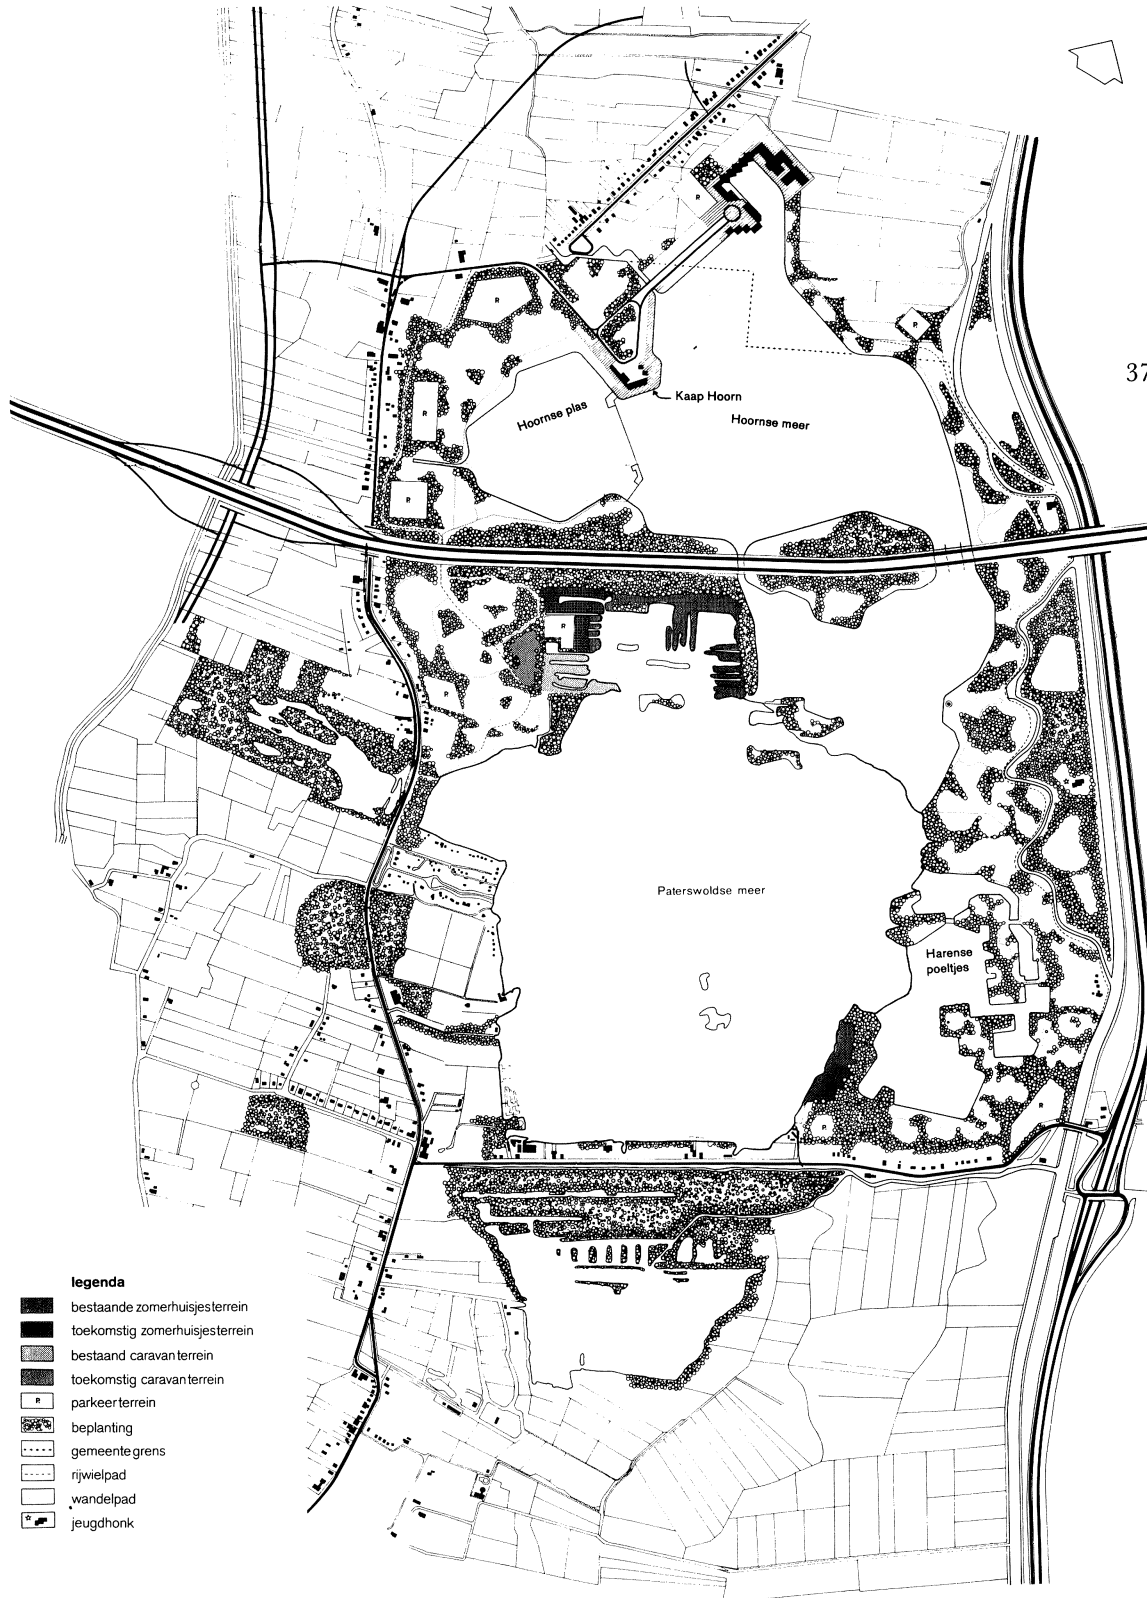 P.
P.
37
Kaap Hoorn
P.
Hoornse plas
Hoornse meer
P.
P.
P.
P.
Paterswoldse meer
Harense
poeltjes
P.
P.
legenda
bestaande zomerhuisjesterrein
toekomstig zomerhuisjesterrein
bestaand caravanterrein
toekomstig caravanterrein
P. parkeerterrein
beplanting
gemeentegrens
rijwielpad
wandelpad
jeugdhonk